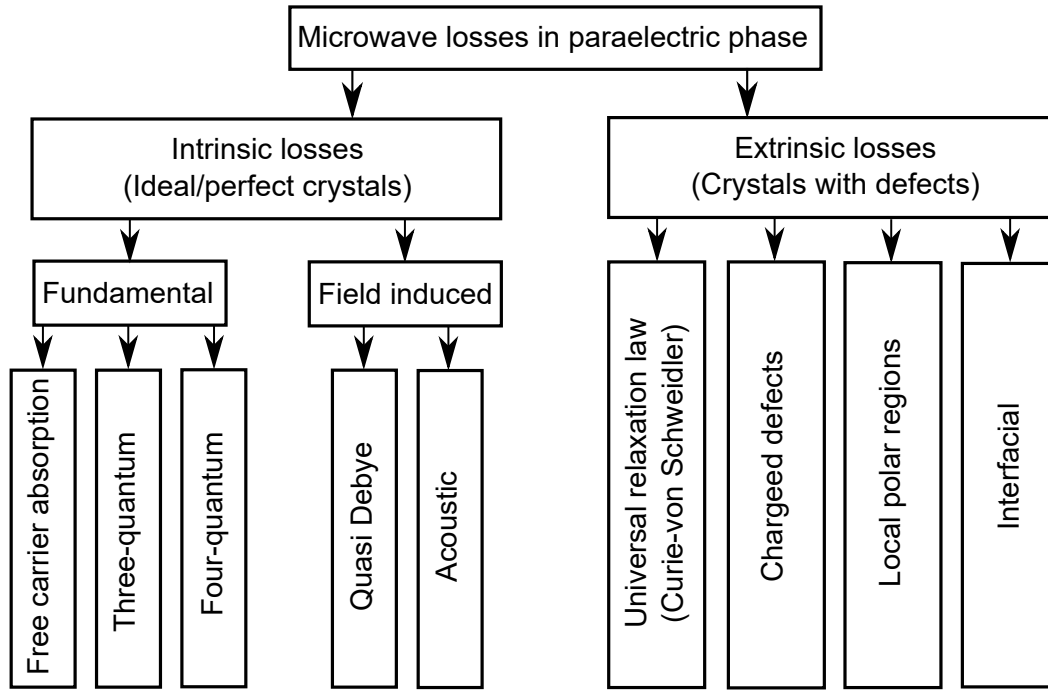 Microwave losses in paraelectric phase
Intrinsic losses
(Ideal/perfect crystals)
Extrinsic losses
(Crystals with defects)
Fundamental
Field induced
Free carrier absorption
Three-quantum
Four-quantum
Quasi Debye
Acoustic
Universal relaxation law
(Curie-von Schweidler)
Chargeed defects
Local polar regions
Interfacial